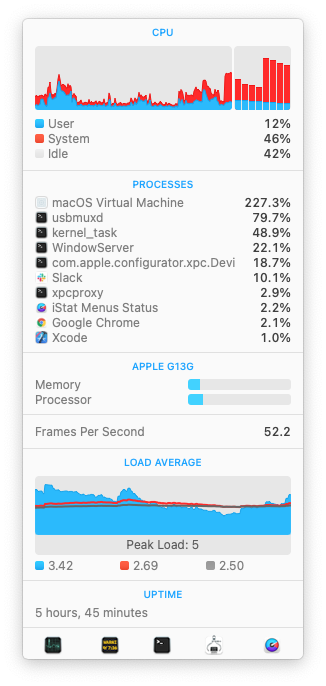 CPU
User 12%
System 46%
Idle 42%
PROCESSES
macOS Virtual Machine 227.3%
usbmuxd 79.7%
kernel_task 48.9%
WindowServer 22.1%
com.apple.configurator.xpc.Devi 18.7%
Slack 10.1%
xpcproxy 2.9%
iStat Menus Status 2.2%
Google Chrome 2.1%
Xcode 1.0%
APPLE G13G
Memory
Processor
Frames Per Second 52.2
LOAD AVERAGE
Peak Load: 5
3.42 2.69 2.50
UPTIME
5 hours, 45 minutes